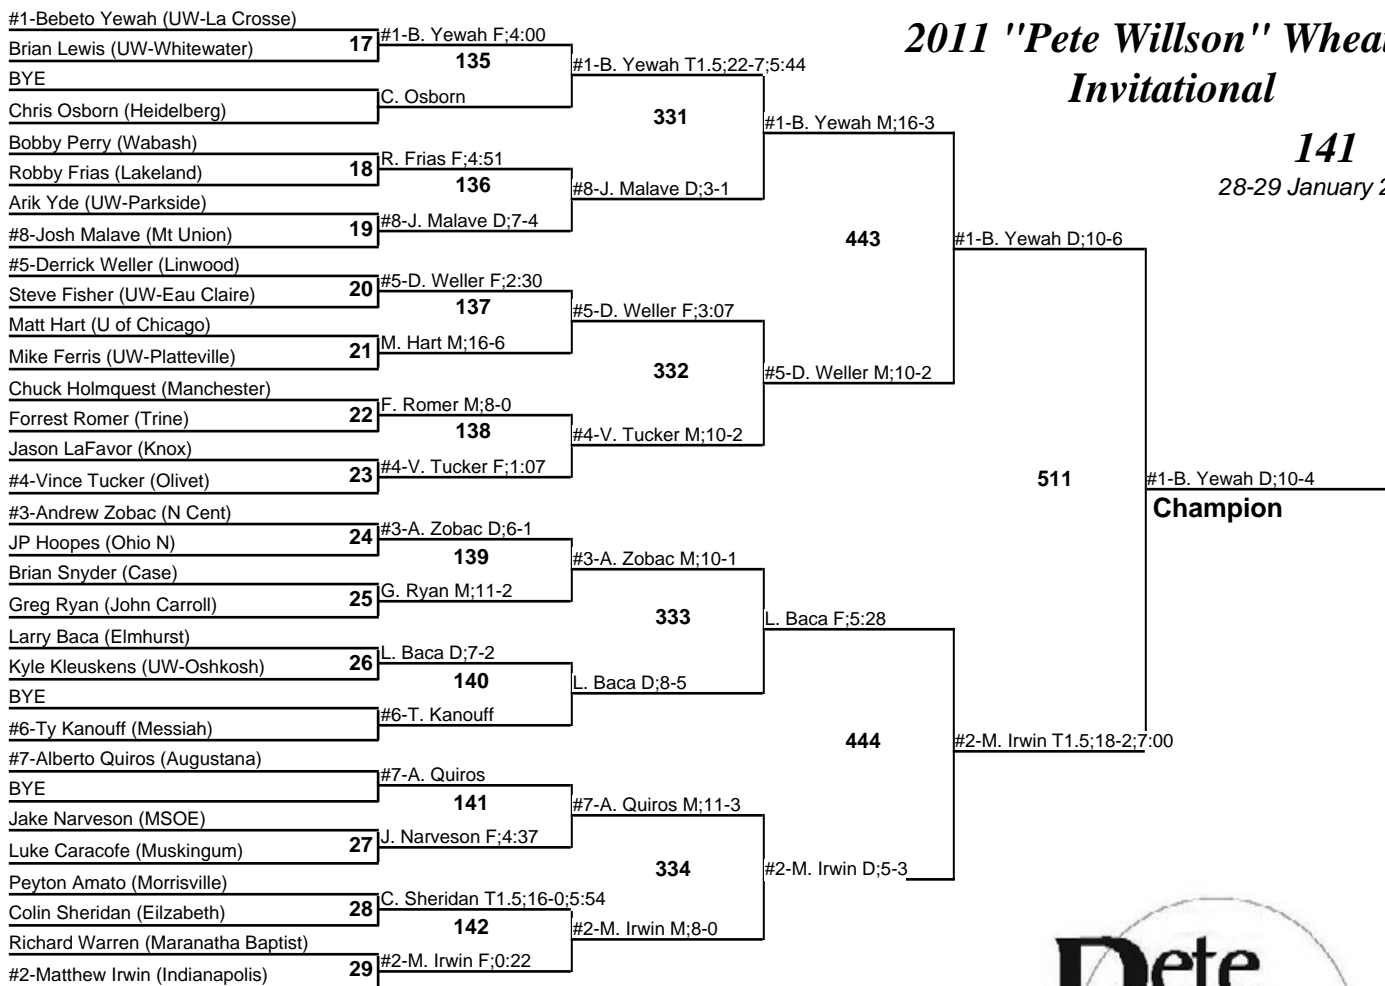 #1-Bebeto Yewah (UW-La Crosse)
Brian Lewis (UW-Whitewater)
BYE
Chris Osborn (Heidelberg)
Bobby Perry (Wabash)
Robby Frias (Lakeland)
Arik Yde (UW-Parkside)
#8-Josh Malave (Mt Union)
#5-Derrick Weller (Linwood)
Steve Fisher (UW-Eau Claire)
Matt Hart (U of Chicago)
Mike Ferris (UW-Platteville)
Chuck Holmquest (Manchester)
Forrest Romer (Trine)
Jason LaFavor (Knox)
#4-Vince Tucker (Olivet)
#3-Andrew Zobac (N Cent)
JP Hoopes (Ohio N)
Brian Snyder (Case)
Greg Ryan (John Carroll)
Larry Baca (Elmhurst)
Kyle Kleuskens (UW-Oshkosh)
BYE
#6-Ty Kanouff (Messiah)
#7-Alberto Quiros (Augustana)
BYE
Jake Narveson (MSOE)
Luke Caracofe (Muskingum)
Peyton Amato (Morrisville)
Colin Sheridan (Eilzabeth)
Richard Warren (Maranatha Baptist)
#2-Matthew Irwin (Indianapolis)
17
18
19
20
21
22
23
24
25
26
27
28
29
#1-B. Yewah F;4:00
135
C. Osborn
R. Frias F;4:51
136
#8-J. Malave D;7-4
#5-D. Weller F;2:30
137
M. Hart M;16-6
F. Romer M;8-0
138
#4-V. Tucker F;1:07
#3-A. Zobac D;6-1
139
G. Ryan M;11-2
L. Baca D;7-2
140
#6-T. Kanouff
#7-A. Quiros
141
J. Narveson F;4:37
C. Sheridan T1.5;16-0;5:54
142
#2-M. Irwin F;0:22
#1-B. Yewah T1.5;22-7;5:44
331
#8-J. Malave D;3-1
#5-D. Weller F;3:07
332
#4-V. Tucker M;10-2
#3-A. Zobac M;10-1
333
L. Baca D;8-5
#7-A. Quiros M;11-3
334
#2-M. Irwin M;8-0
#1-B. Yewah M;16-3
443
#5-D. Weller M;10-2
L. Baca F;5:28
444
#2-M. Irwin D;5-3
#1-B. Yewah D;10-6
511
#2-M. Irwin T1.5;18-2;7:00
#1-B. Yewah D;10-4
Champion
2011 "Pete Willson" Whea
Invitational
141
28-29 January 2
Pete